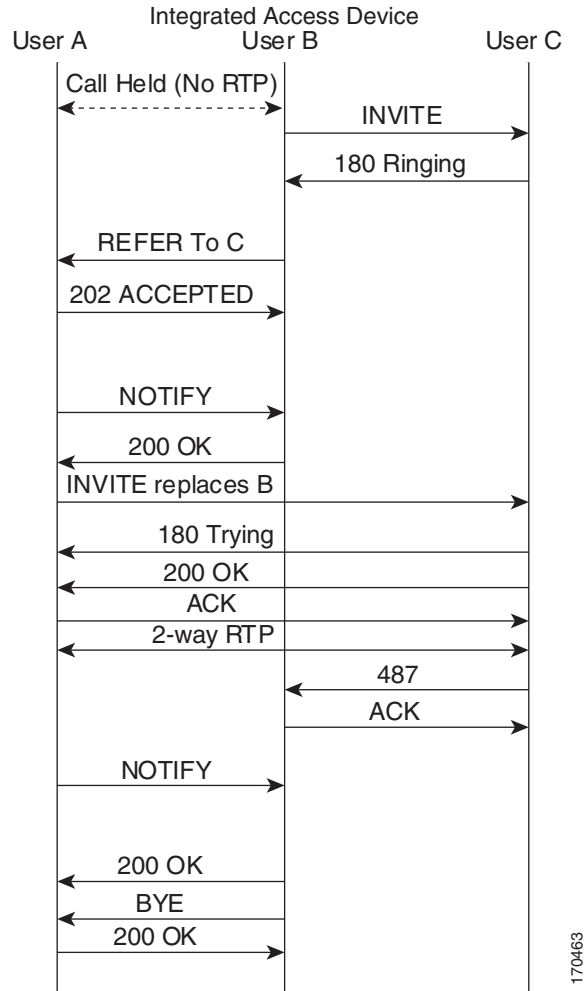 Integrated Access Device
User A User B User C
Call Held (No RTP)
INVITE
180 Ringing
REFER To C
202 ACCEPTED
NOTIFY
200 OK
INVITE replaces B
180 Trying
200 OK
ACK
2-way RTP
487
ACK
NOTIFY
200 OK
BYE
200 OK
170463